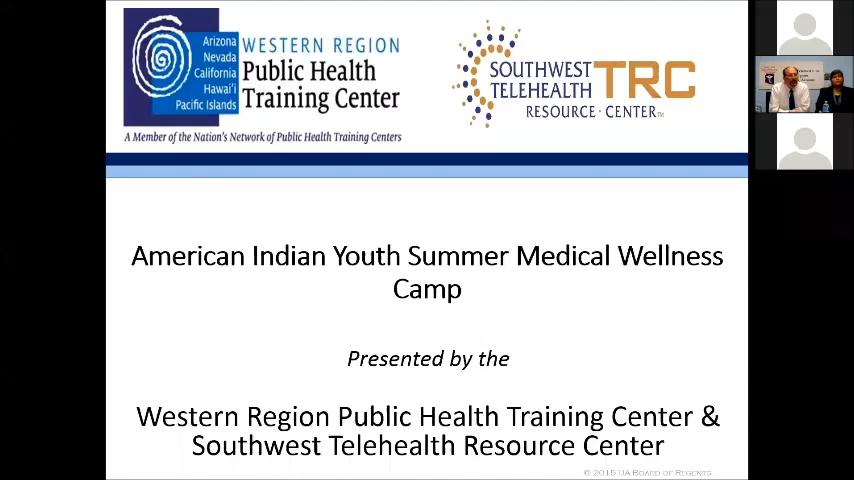 Arizona
Nevada
California
Hawai'i
Pacific Islands
WESTERN REGION
Public Health
Training Center
A Member of the Nation's Network of Public Health Training Centers
SOUTHWEST
TELEHEALTH
TRC
RESOURCE · CENTER™
American Indian Youth Summer Medical Wellness
Camp
Presented by the
Western Region Public Health Training Center &
Southwest Telehealth Resource Center
© 2015 UA Board of Regents